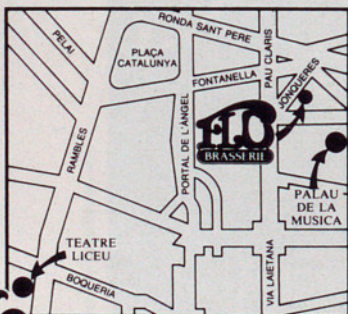 RONDA SANT PERE
PELAI
PLAÇA
CATALUNYA
PAU CLARIS
FONTANELLA
JONQUERES
RAMBLES
PORTAL DE L'ÀNGEL
FLO
BRASSERIE
PALAU
DE LA
MUSICA
TEATRE
LICEU
BOQUERIA
VIA LAIETANA